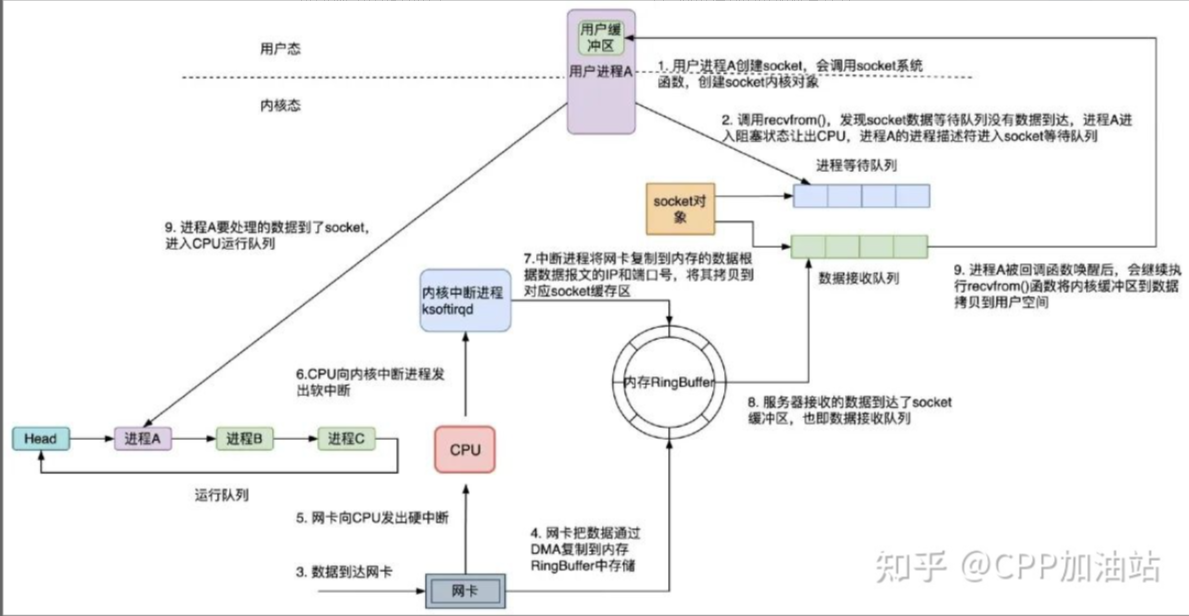 用户态
内核态
用户缓
冲区
用户进程A
1. 用户进程A创建socket，会调用socket系统
函数，创建socket内核对象
2. 调用recvfrom()，发现socket数据等待队列没有数据到达，进程A进
入阻塞状态让出CPU，进程A的进程描述符进入socket等待队列
进程等待队列
socket对
象
数据接收队列
9. 进程A要处理的数据到了socket，
进入CPU运行队列
7.中断进程将网卡复制到内存的数据根
据数据报文的IP和端口号，将其拷贝到
对应socket缓存区
9. 进程A被回调函数唤醒后，会继续执
行recvfrom()函数将内核缓冲区到数据
拷贝到用户空间
内核中断进程
ksoftirqd
6.CPU向内核中断进程发
出软中断
内存RingBuffer
8. 服务器接收的数据到达了socket
缓冲区，也即数据接收队列
Head
进程A
进程B
进程C
运行队列
CPU
5. 网卡向CPU发出硬中断
4. 网卡把数据通过
DMA复制到内存
RingBuffer中存储
3. 数据到达网卡
网卡
知乎 @CPP加油站